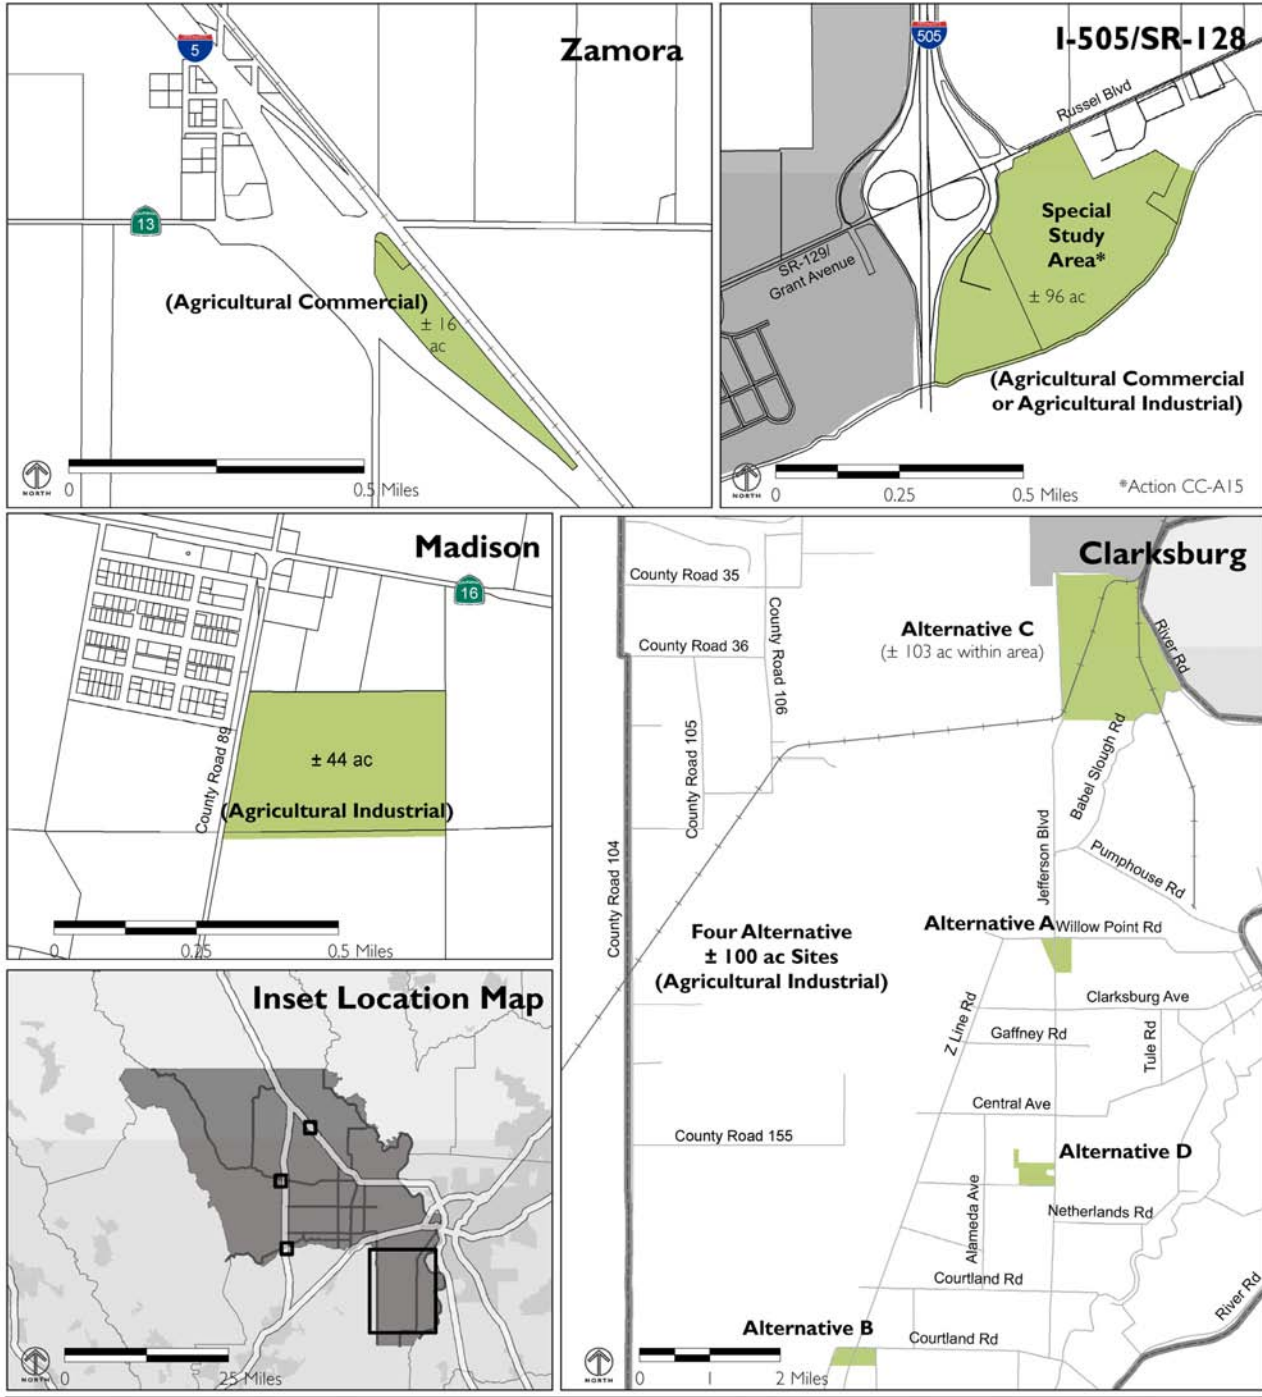 Zamora
5
13
(Agricultural Commercial)
± 16
ac
NORTH
0
0.5 Miles
I-505/SR-128
505
Russel Blvd
Special
Study
Area*
± 96 ac
SR-129/
Grant Avenue
(Agricultural Commercial
or Agricultural Industrial)
NORTH
0
0.25
0.5 Miles
*Action CC-A15
Madison
16
County Road 89
± 44 ac
(Agricultural Industrial)
0
0.25
0.5 Miles
Clarksburg
County Road 35
County Road 36
County Road 106
County Road 105
County Road 104
Alternative C
(± 103 ac within area)
River Rd
Babel Slough Rd
Jefferson Blvd
Pumphouse Rd
Alternative A
Willow Point Rd
Four Alternative
± 100 ac Sites
(Agricultural Industrial)
Clarksburg Ave
Z Line Rd
Gaffney Rd
Tule Rd
Central Ave
County Road 155
Alternative D
Alameda Ave
Netherlands Rd
Courtland Rd
River Rd
Alternative B
Courtland Rd
NORTH
0
1
2 Miles
Inset Location Map
NORTH
0
25 Miles